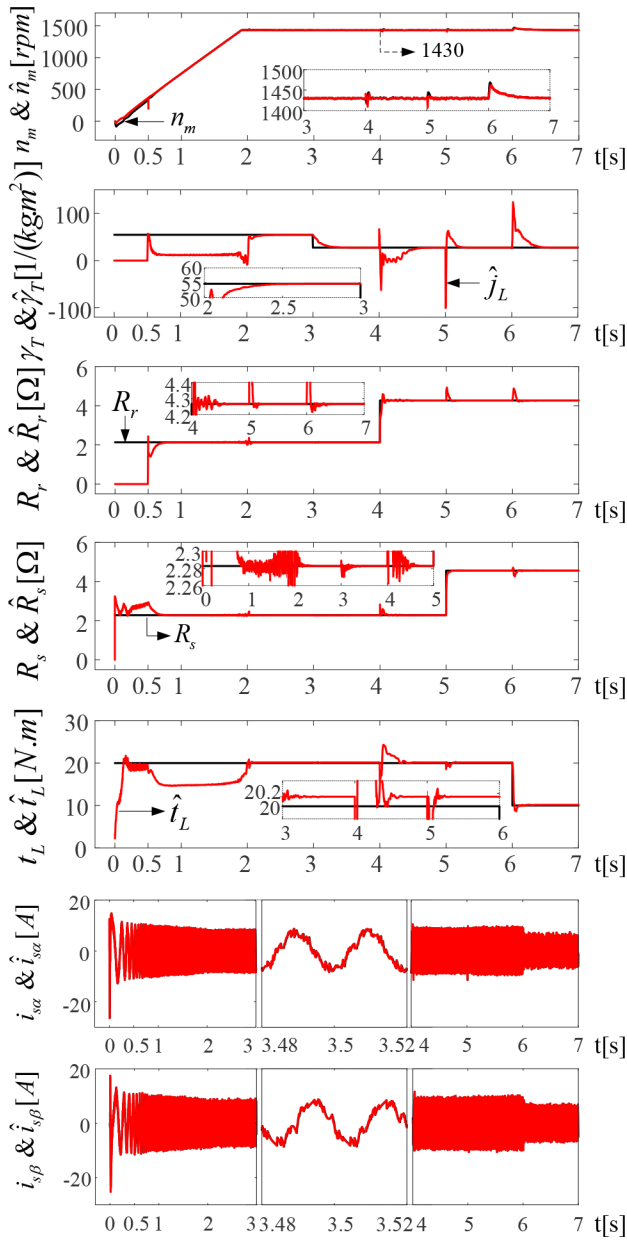 n_m & n̂_m [rpm]
1500
1000
500
0
1430
1500
1450
1400
3 4 5 6 7
n_m
0 0.5 1 2 3 4 5 6 7 t[s]
γ_T & γ̂_T [1/(kgm²)]
100
0
-100
60
55
50
2 2.5 3
ĵ_L
0 0.5 1 2 3 4 5 6 7 t[s]
R_r & R̂_r [Ω]
6
4
2
0
4.4
4.3
4.2
4 5 6 7
R_r
0 0.5 1 2 3 4 5 6 7 t[s]
R_s & R̂_s [Ω]
8
4
0
2.3
2.28
2.26
0 1 2 3 4 5
R_s
0 0.5 1 2 3 4 5 6 7 t[s]
t_L & t̂_L [N.m]
30
20
10
0
20.2
20
3 4 5 6
t̂_L
0 0.5 1 2 3 4 5 6 7 t[s]
i_sα & î_sα [A]
20
0
-20
0 0.5 1 2 3 3.48 3.5 3.52 4 5 6 7 t[s]
i_sβ & î_sβ [A]
20
0
-20
0 0.5 1 2 3 3.48 3.5 3.52 4 5 6 7 t[s]